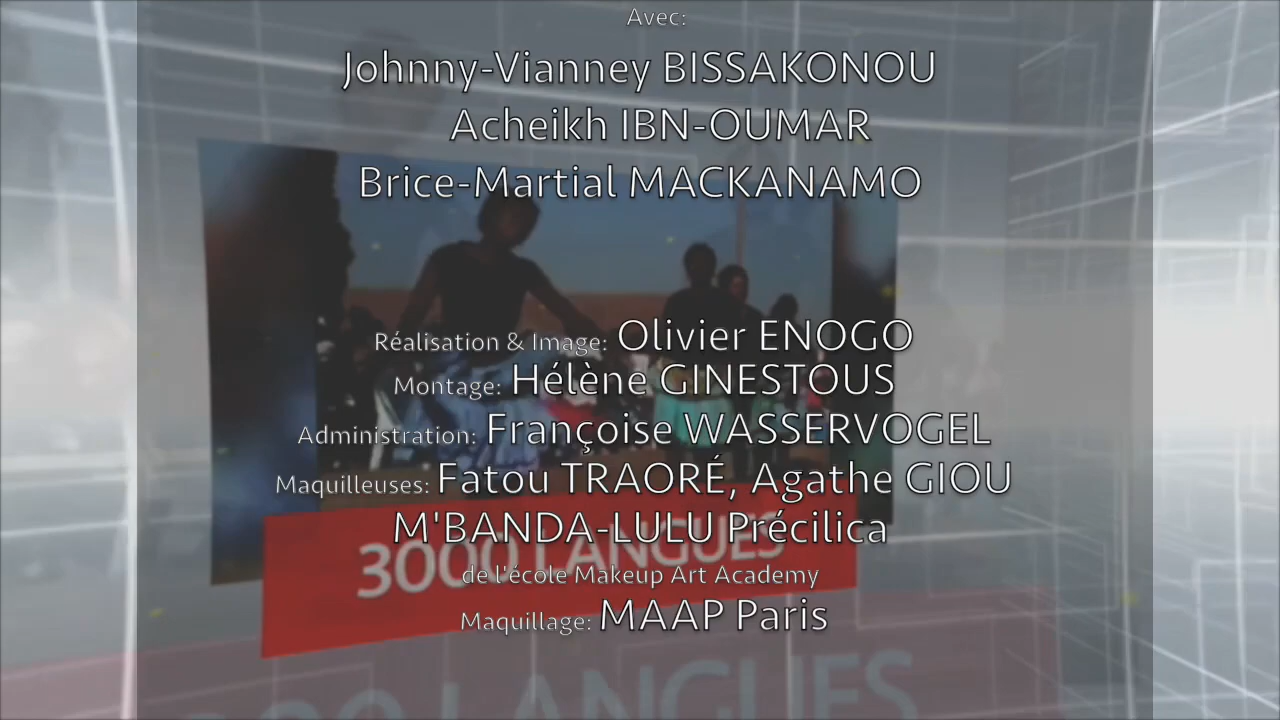 Avec:
Johnny-Vianney BISSAKONOU
Acheikh IBN-OUMAR
Brice-Martial MACKANAMO
Réalisation & Image: Olivier ENOGO
Montage: Hélène GINESTOUS
Administration: Françoise WASSERVOGEL
Maquilleuses: Fatou TRAORÉ, Agathe GIOU
M'BANDA-LULU Précilica
3000 LANGUES
de l'école Makeup Art Academy
Maquillage: MAAP Paris
LANGUES